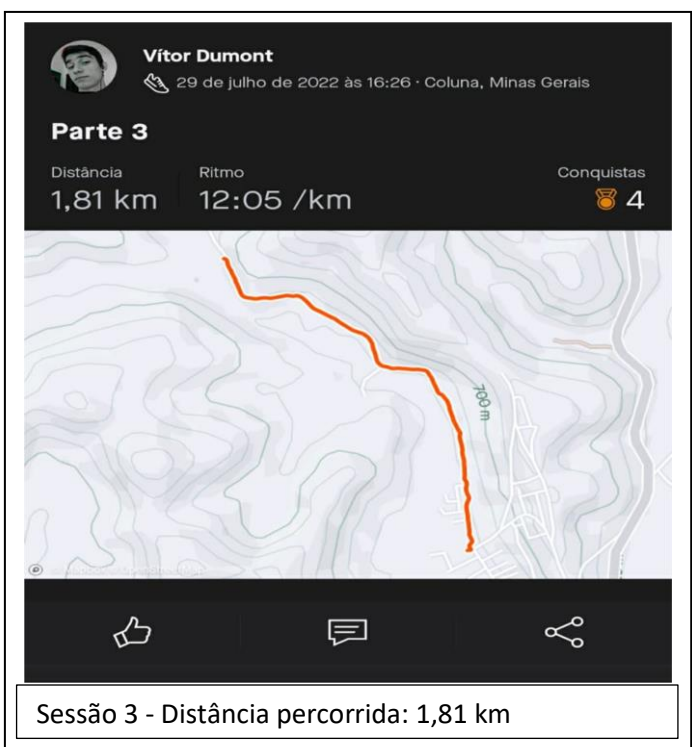 Vítor Dumont
29 de julho de 2022 às 16:26 · Coluna, Minas Gerais
Parte 3
Distância
Ritmo
Conquistas
1,81 km
12:05 /km
4
700 m
Sessão 3 - Distância percorrida: 1,81 km